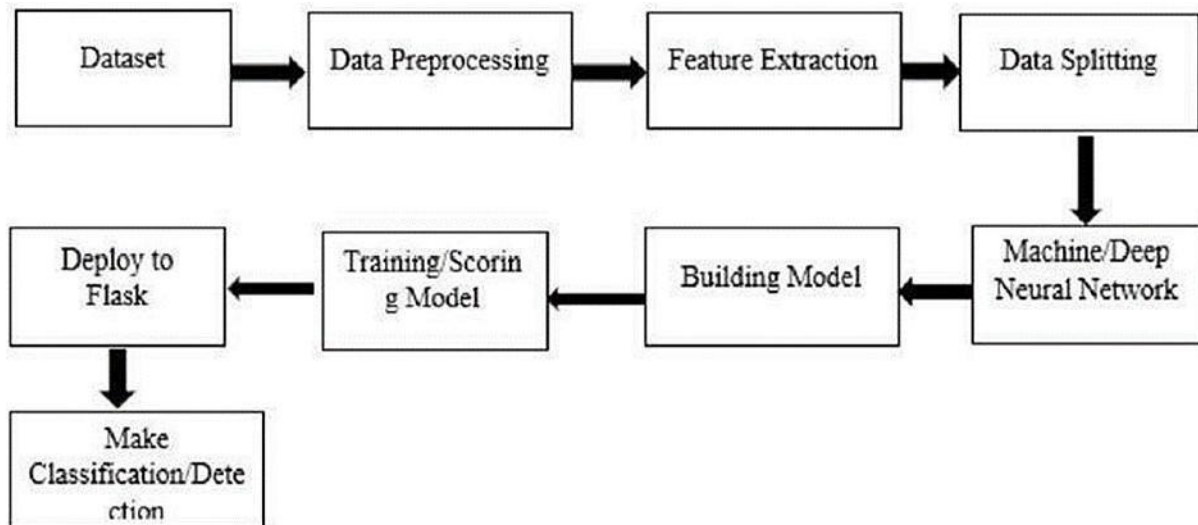 Dataset
Data Preprocessing
Feature Extraction
Data Splitting
Machine/Deep
Neural Network
Building Model
Training/Scorin
g Model
Deploy to
Flask
Make
Classification/Dete
ction